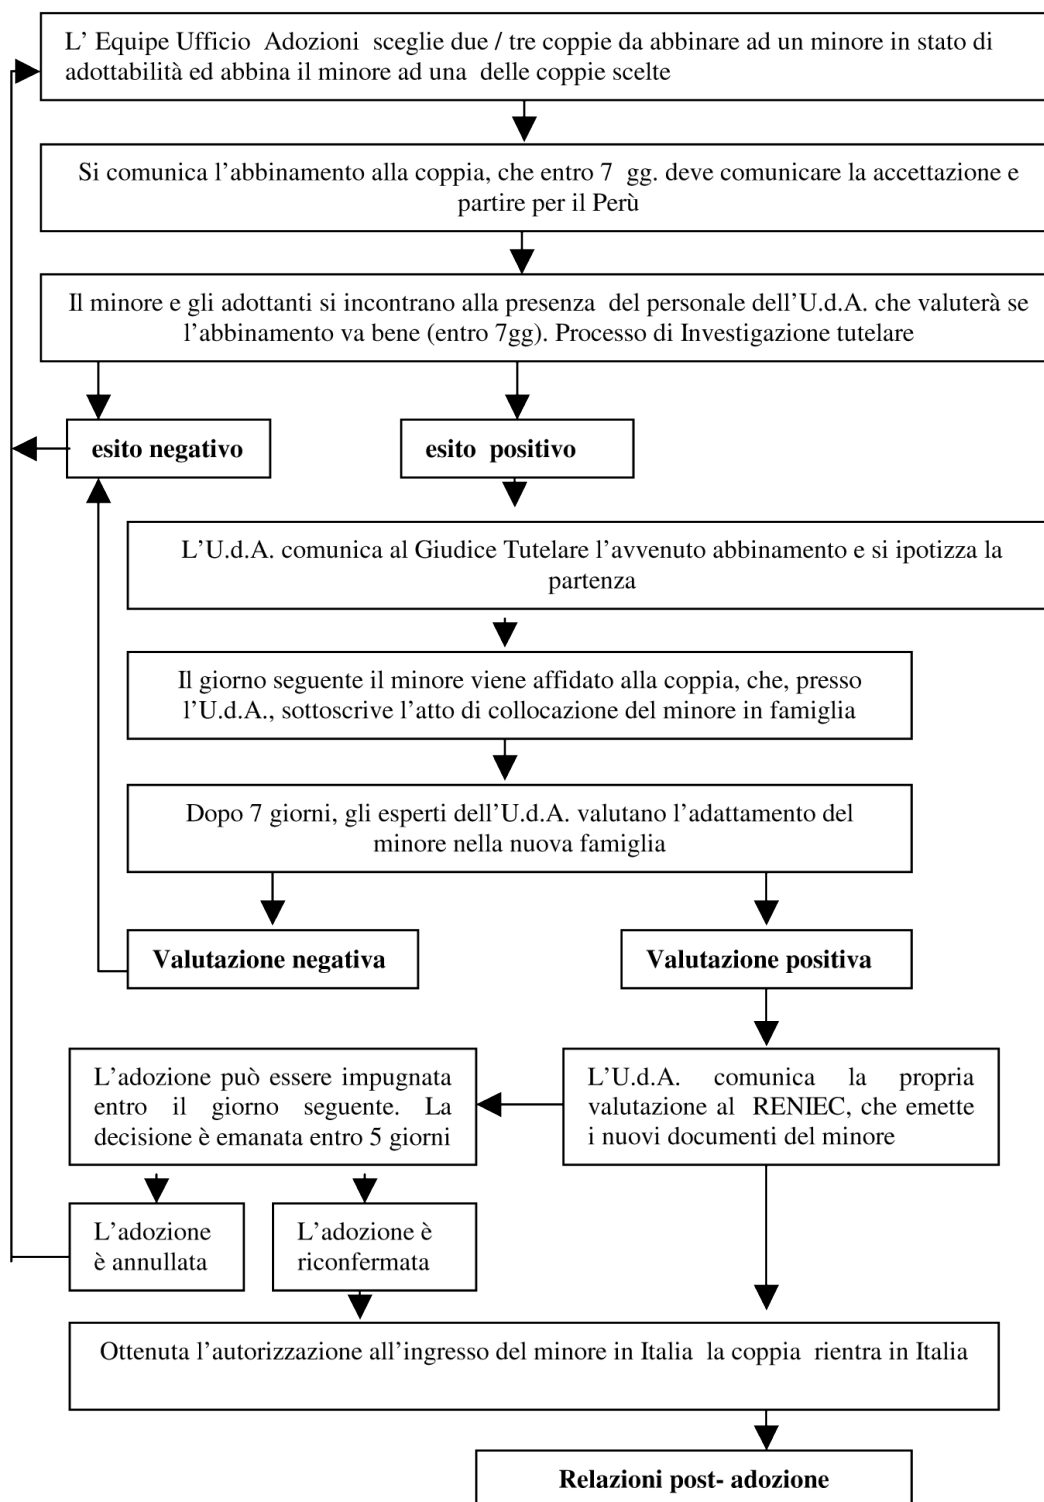 L' Equipe Ufficio Adozioni sceglie due / tre coppie da abbinare ad un minore in stato di
adottabilità ed abbina il minore ad una delle coppie scelte
Si comunica l'abbinamento alla coppia, che entro 7 gg. deve comunicare la accettazione e
partire per il Perù
Il minore e gli adottanti si incontrano alla presenza del personale dell'U.d.A. che valuterà se
l'abbinamento va bene (entro 7gg). Processo di Investigazione tutelare
esito negativo
esito positivo
L'U.d.A. comunica al Giudice Tutelare l'avvenuto abbinamento e si ipotizza la
partenza
Il giorno seguente il minore viene affidato alla coppia, che, presso
l'U.d.A., sottoscrive l'atto di collocazione del minore in famiglia
Dopo 7 giorni, gli esperti dell'U.d.A. valutano l'adattamento del
minore nella nuova famiglia
Valutazione negativa
Valutazione positiva
L'adozione può essere impugnata
entro il giorno seguente. La
decisione è emanata entro 5 giorni
L'U.d.A. comunica la propria
valutazione al RENIEC, che emette
i nuovi documenti del minore
L'adozione
è annullata
L'adozione è
riconfermata
Ottenuta l'autorizzazione all'ingresso del minore in Italia la coppia rientra in Italia
Relazioni post- adozione